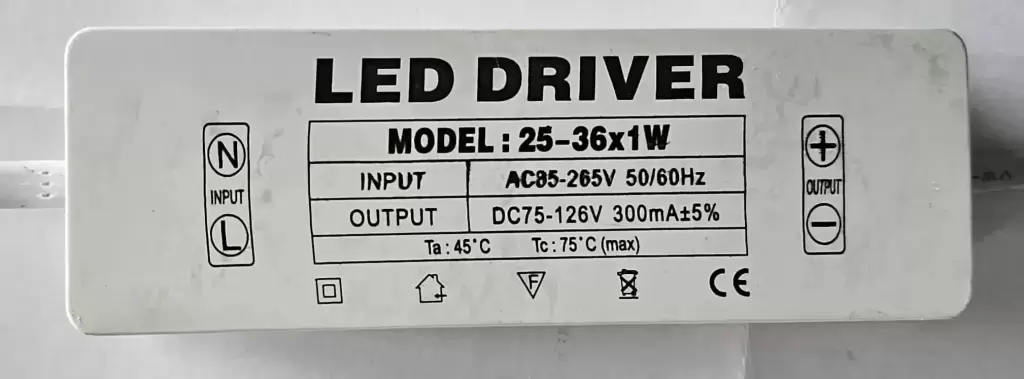 LED DRIVER
MODEL : 25-36x1W
N
INPUT
L
INPUT AC85-265V 50/60Hz
OUTPUT DC75-126V 300mA±5%
Ta : 45°C Tc : 75°C (max)
+
OUTPUT
−
F
CE